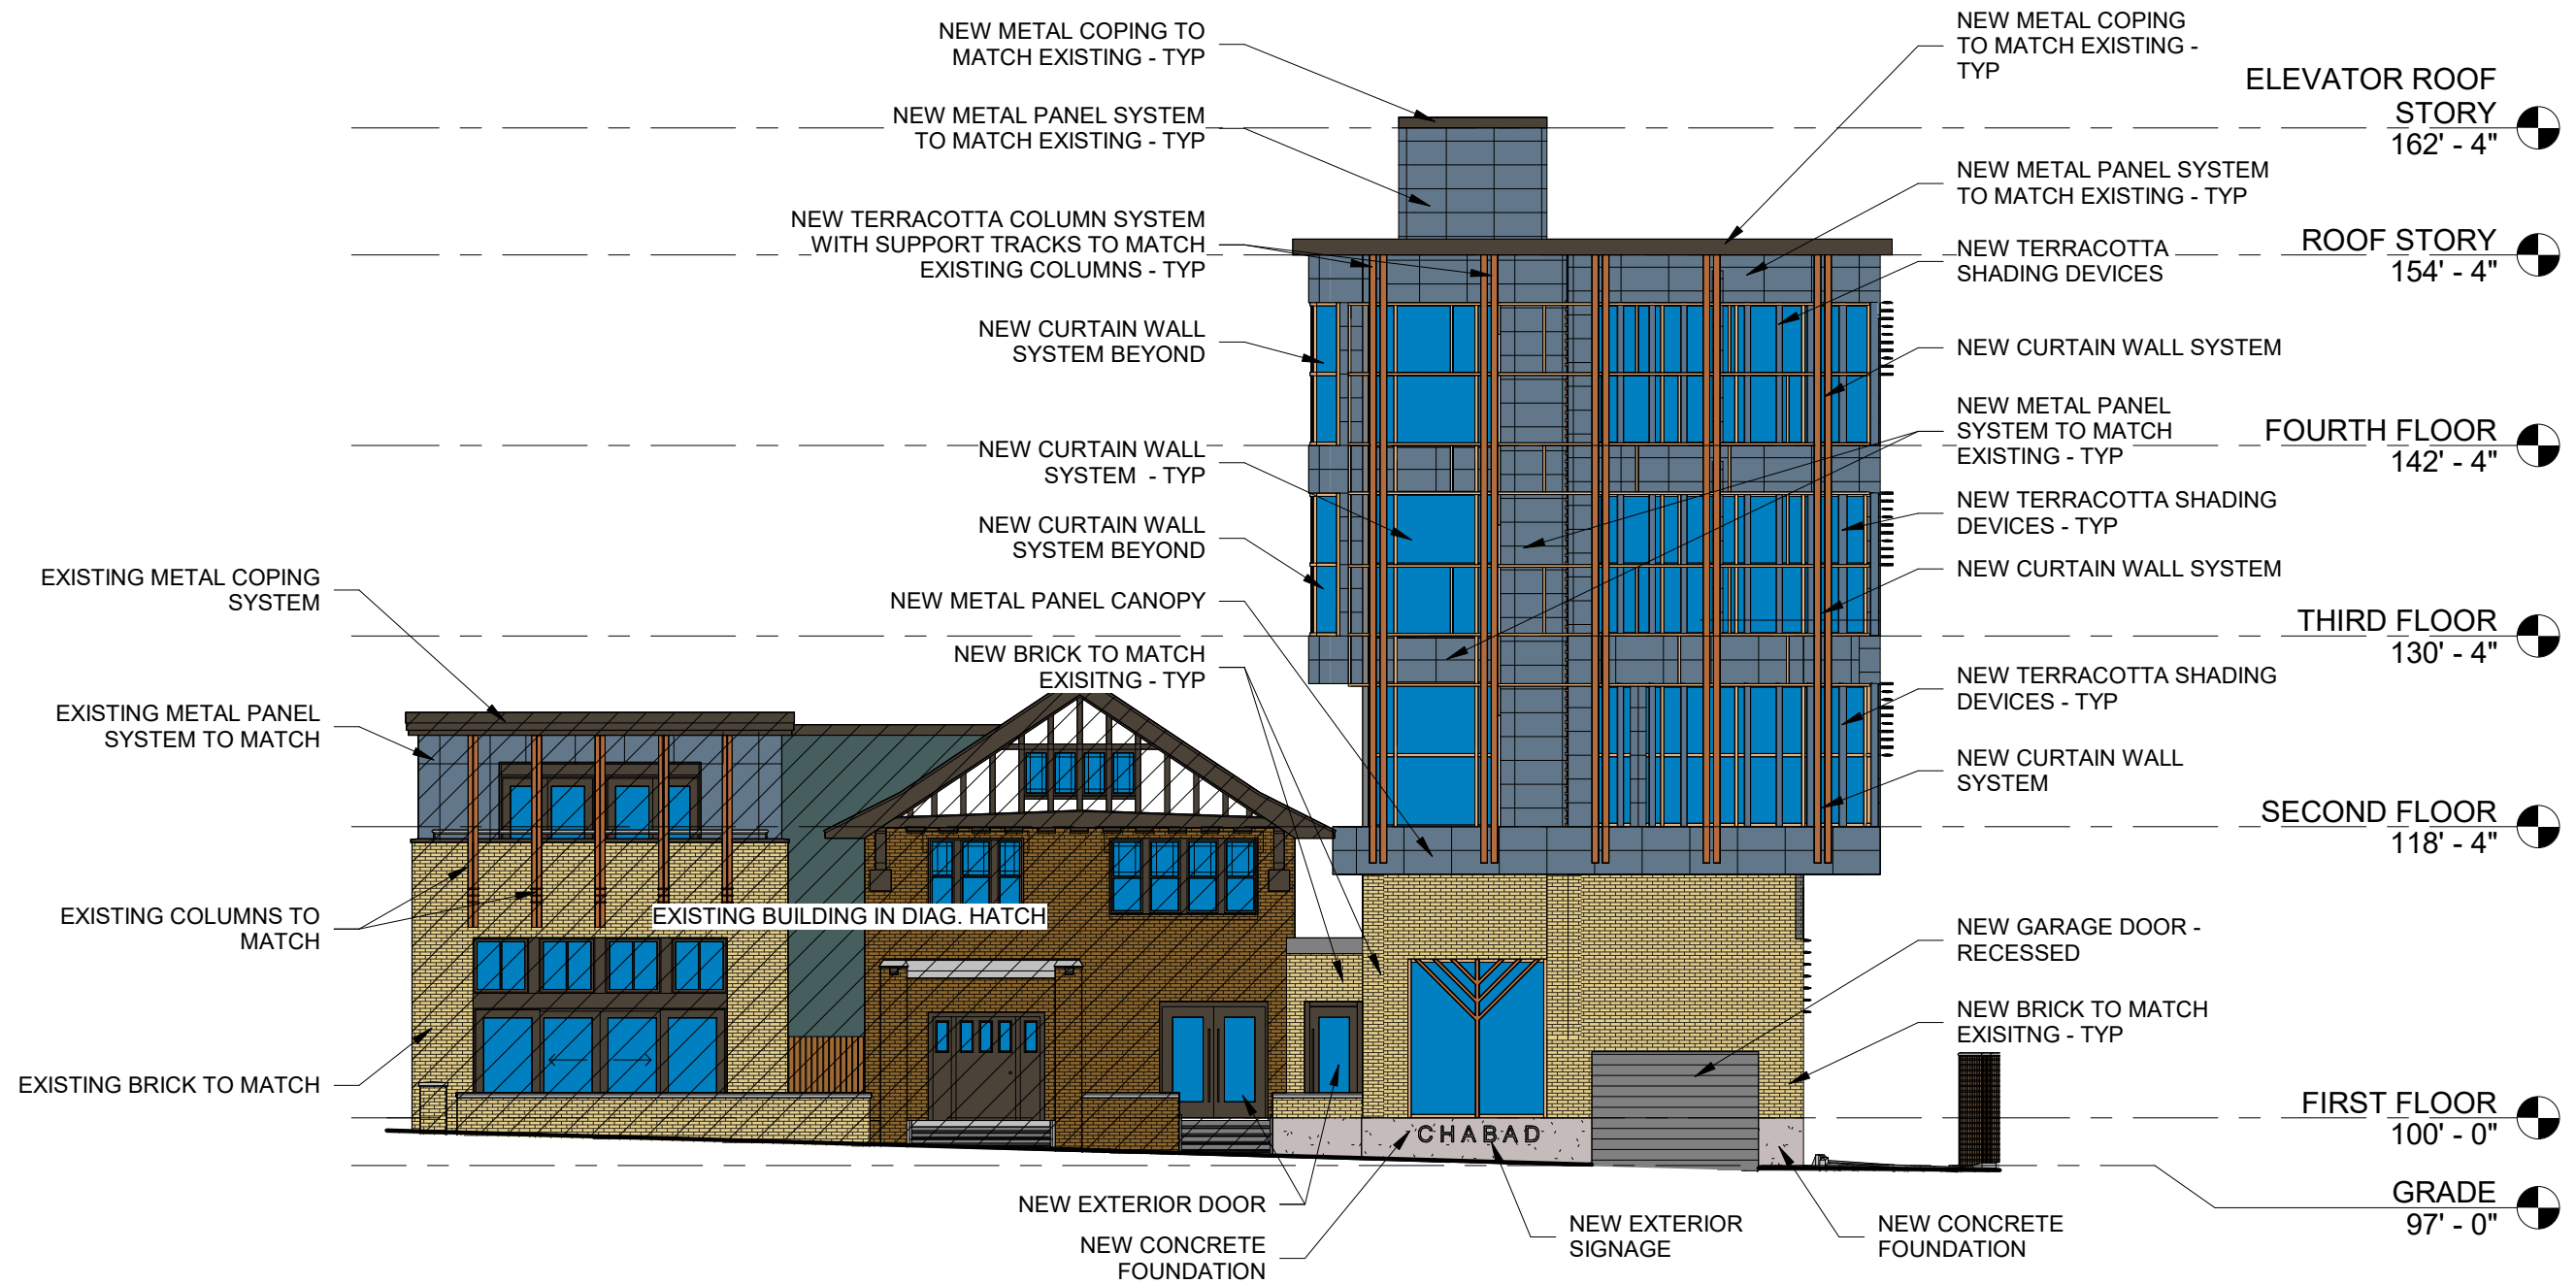 NEW METAL COPING TO
MATCH EXISTING - TYP
NEW METAL PANEL SYSTEM
TO MATCH EXISTING - TYP
NEW TERRACOTTA COLUMN SYSTEM
WITH SUPPORT TRACKS TO MATCH
EXISTING COLUMNS - TYP
NEW CURTAIN WALL
SYSTEM BEYOND
NEW CURTAIN WALL
SYSTEM - TYP
NEW CURTAIN WALL
SYSTEM BEYOND
NEW METAL PANEL CANOPY
NEW BRICK TO MATCH
EXISITNG - TYP
EXISTING METAL COPING
SYSTEM
EXISTING METAL PANEL
SYSTEM TO MATCH
EXISTING COLUMNS TO
MATCH
EXISTING BRICK TO MATCH
EXISTING BUILDING IN DIAG. HATCH
CHABAD
NEW EXTERIOR DOOR
NEW CONCRETE
FOUNDATION
NEW EXTERIOR
SIGNAGE
NEW CONCRETE
FOUNDATION
NEW METAL COPING
TO MATCH EXISTING -
TYP
NEW METAL PANEL SYSTEM
TO MATCH EXISTING - TYP
NEW TERRACOTTA
SHADING DEVICES
NEW CURTAIN WALL SYSTEM
NEW METAL PANEL
SYSTEM TO MATCH
EXISTING - TYP
NEW TERRACOTTA SHADING
DEVICES - TYP
NEW CURTAIN WALL SYSTEM
NEW TERRACOTTA SHADING
DEVICES - TYP
NEW CURTAIN WALL
SYSTEM
NEW GARAGE DOOR -
RECESSED
NEW BRICK TO MATCH
EXISITNG - TYP
ELEVATOR ROOF
STORY
162' - 4"
ROOF STORY
154' - 4"
FOURTH FLOOR
142' - 4"
THIRD FLOOR
130' - 4"
SECOND FLOOR
118' - 4"
FIRST FLOOR
100' - 0"
GRADE
97' - 0"